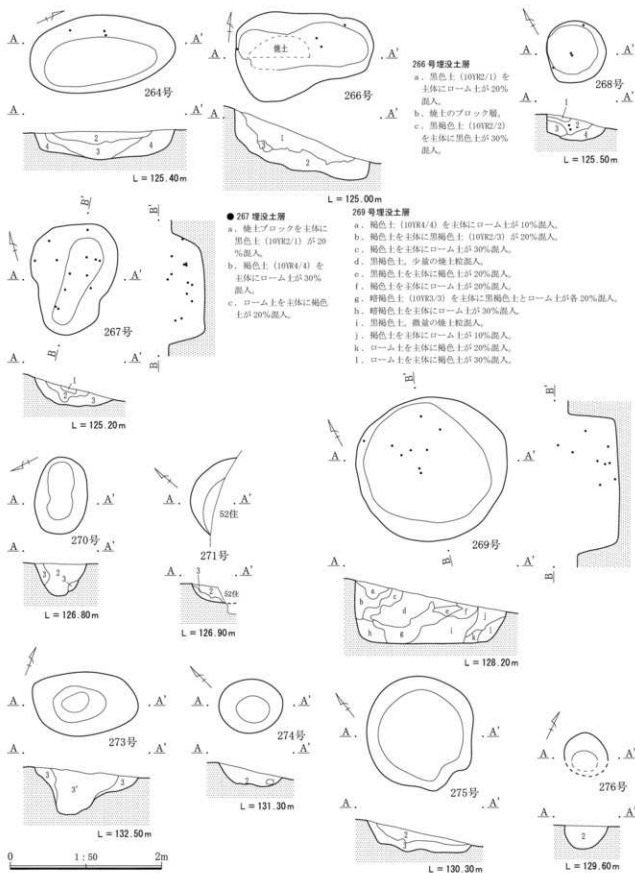 A
A'
264号
A
A'
2
3
4
4
L = 125.40m
A
A'
焼土
266号
A
A'
1
2
3
L = 125.00m
266 号埋没土層
a．黒色土（10YR2/1）を
主体にローム土が20%
混入。
b．焼土のブロック層。
c．黒褐色土（10YR2/2）
を主体に黒色土が30%
混入。
A
A'
268号
A
A'
1
2
3
4
L = 125.50m
B'
A
A'
267号
B
B'
B
A
A'
1
2
3
L = 125.20m
● 267 埋没土層
a．焼土ブロックを主体に
黒色土（10YR2/1）が20
%混入。
b．褐色土（10YR4/4）を
主体にローム土が30%
混入。
c．ローム土を主体に褐色
土が20%混入。
269 号埋没土層
a．褐色土（10YR4/4）を主体にローム土が10%混入。
b．褐色土を主体に黒褐色土（10YR2/3）が20%混入。
c．褐色土を主体にローム土が30%混入。
d．黒褐色土。少量の焼土粒混入。
e．黒褐色土を主体に褐色土が20%混入。
f．褐色土を主体にローム土が20%混入。
g．暗褐色土（10YR3/3）を主体に黒褐色土とローム土が各20%混入。
h．暗褐色土を主体にローム土が30%混入。
i．黒褐色土。微量の焼土粒混入。
j．褐色土を主体にローム土が10%混入。
k．ローム土を主体に褐色土が20%混入。
l．ローム土を主体に褐色土が30%混入。
B'
A
A'
269号
B
B'
B
A
A'
a
b
c
d
e
f
g
h
i
j
k
l
L = 128.20m
A
A'
270号
A
A'
2
3
3
L = 126.80m
A
A'
52住
271号
A
A'
3
2
52住
L = 126.90m
A
A'
273号
A
A'
3
3
3'
L = 132.50m
A
A'
274号
A
A'
2
L = 131.30m
A
A'
275号
A
A'
2
3
L = 130.30m
A
A'
276号
A
A'
2
L = 129.60m
0 1 : 50 2m